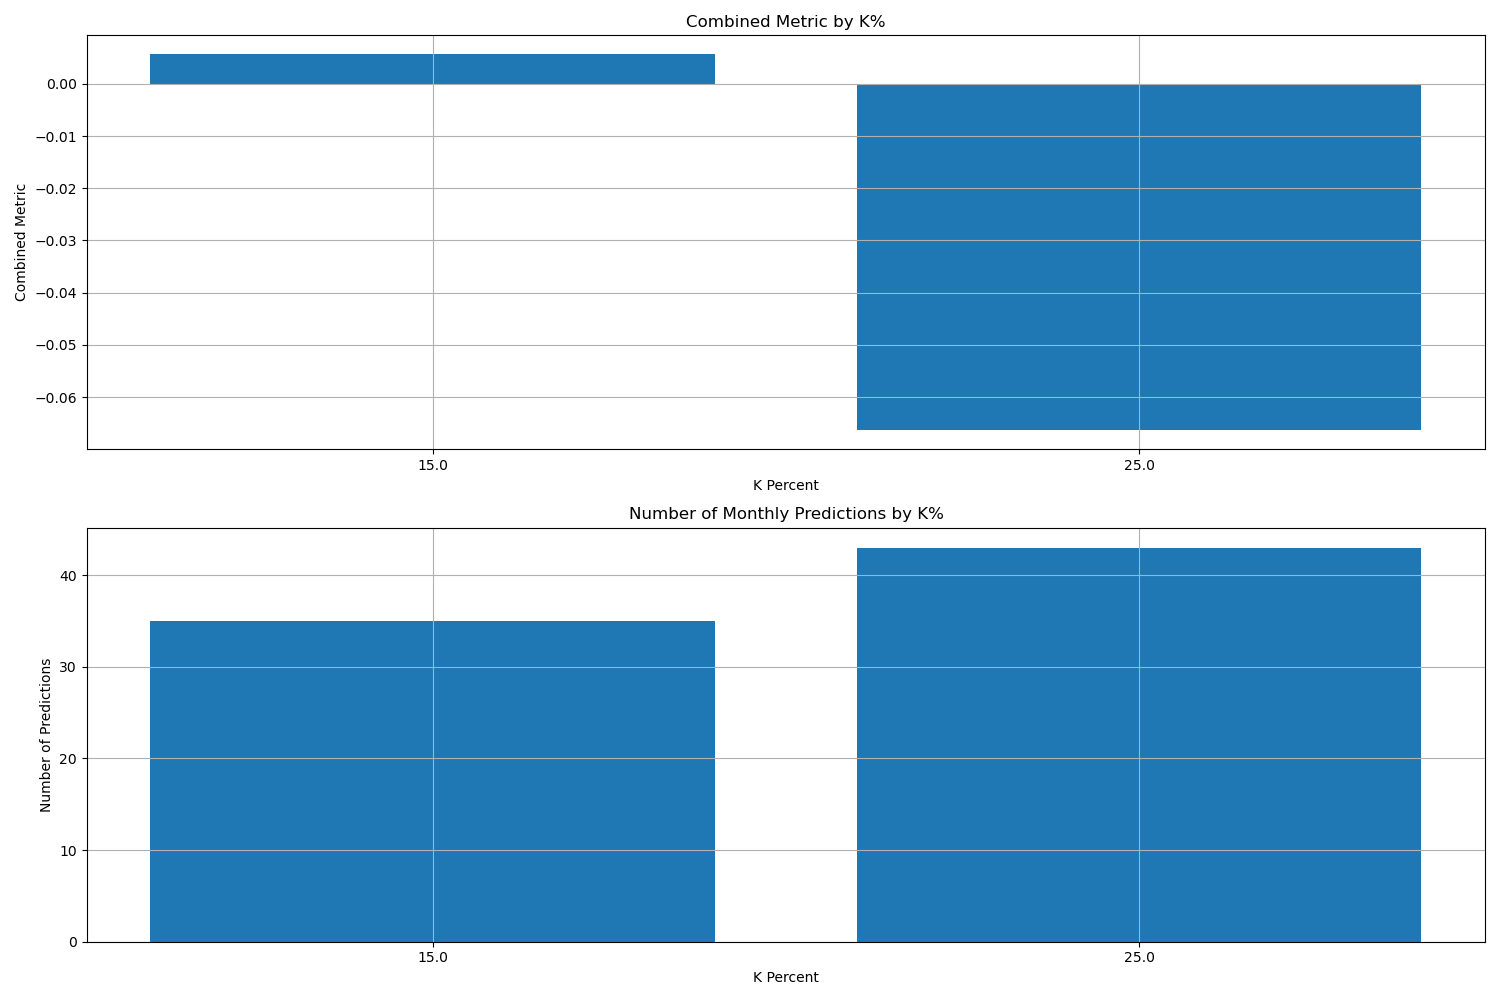 Combined Metric by K%
Combined Metric
0.00
−0.01
−0.02
−0.03
−0.04
−0.05
−0.06
15.0
25.0
K Percent
Number of Monthly Predictions by K%
Number of Predictions
40
30
20
10
0
15.0
25.0
K Percent